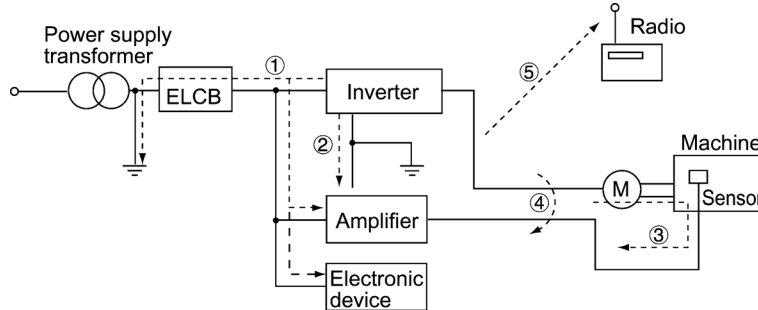 Power supply
transformer
ELCB
①
Inverter
②
⑤
Radio
Amplifier
④
M
Machine
Sensor
③
Electronic
device